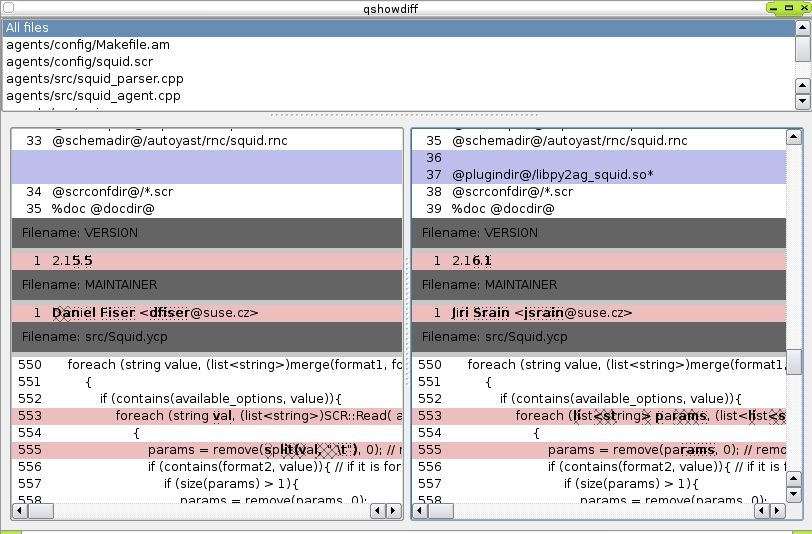 qshowdiff
All files
agents/config/Makefile.am
agents/config/squid.scr
agents/src/squid_parser.cpp
agents/src/squid_agent.cpp
33 @schemadir@/autoyast/rnc/squid.rnc
34 @scrconfdir@/*.scr
35 %doc @docdir@
Filename: VERSION
1 2.15.5
Filename: MAINTAINER
1 Daniel Fiser <dfiser@suse.cz>
Filename: src/Squid.ycp
550 foreach (string value, (list<string>)merge(format1, fo
551 {
552 if (contains(available_options, value)){
553 foreach (string val, (list<string>)SCR::Read( a
554 {
555 params = remove(split(val, " \t"), 0); // r
556 if (contains(format2, value)){ // if it is for
557 if (size(params) > 1){
558 params = remove(params, 0);
35 @schemadir@/autoyast/rnc/squid.rnc
36
37 @plugindir@/libpy2ag_squid.so*
38 @scrconfdir@/*.scr
39 %doc @docdir@
Filename: VERSION
1 2.16.1
Filename: MAINTAINER
1 Jiri Srain <jsrain@suse.cz>
Filename: src/Squid.ycp
550 foreach (string value, (list<string>)merge(format1,
551 {
552 if (contains(available_options, value)){
553 foreach (list<string> params, (list<list<s
554 {
555 params = remove(params, 0); // remo
556 if (contains(format2, value)){ // if it is f
557 if (size(params) > 1){
558 params = remove(params, 0);